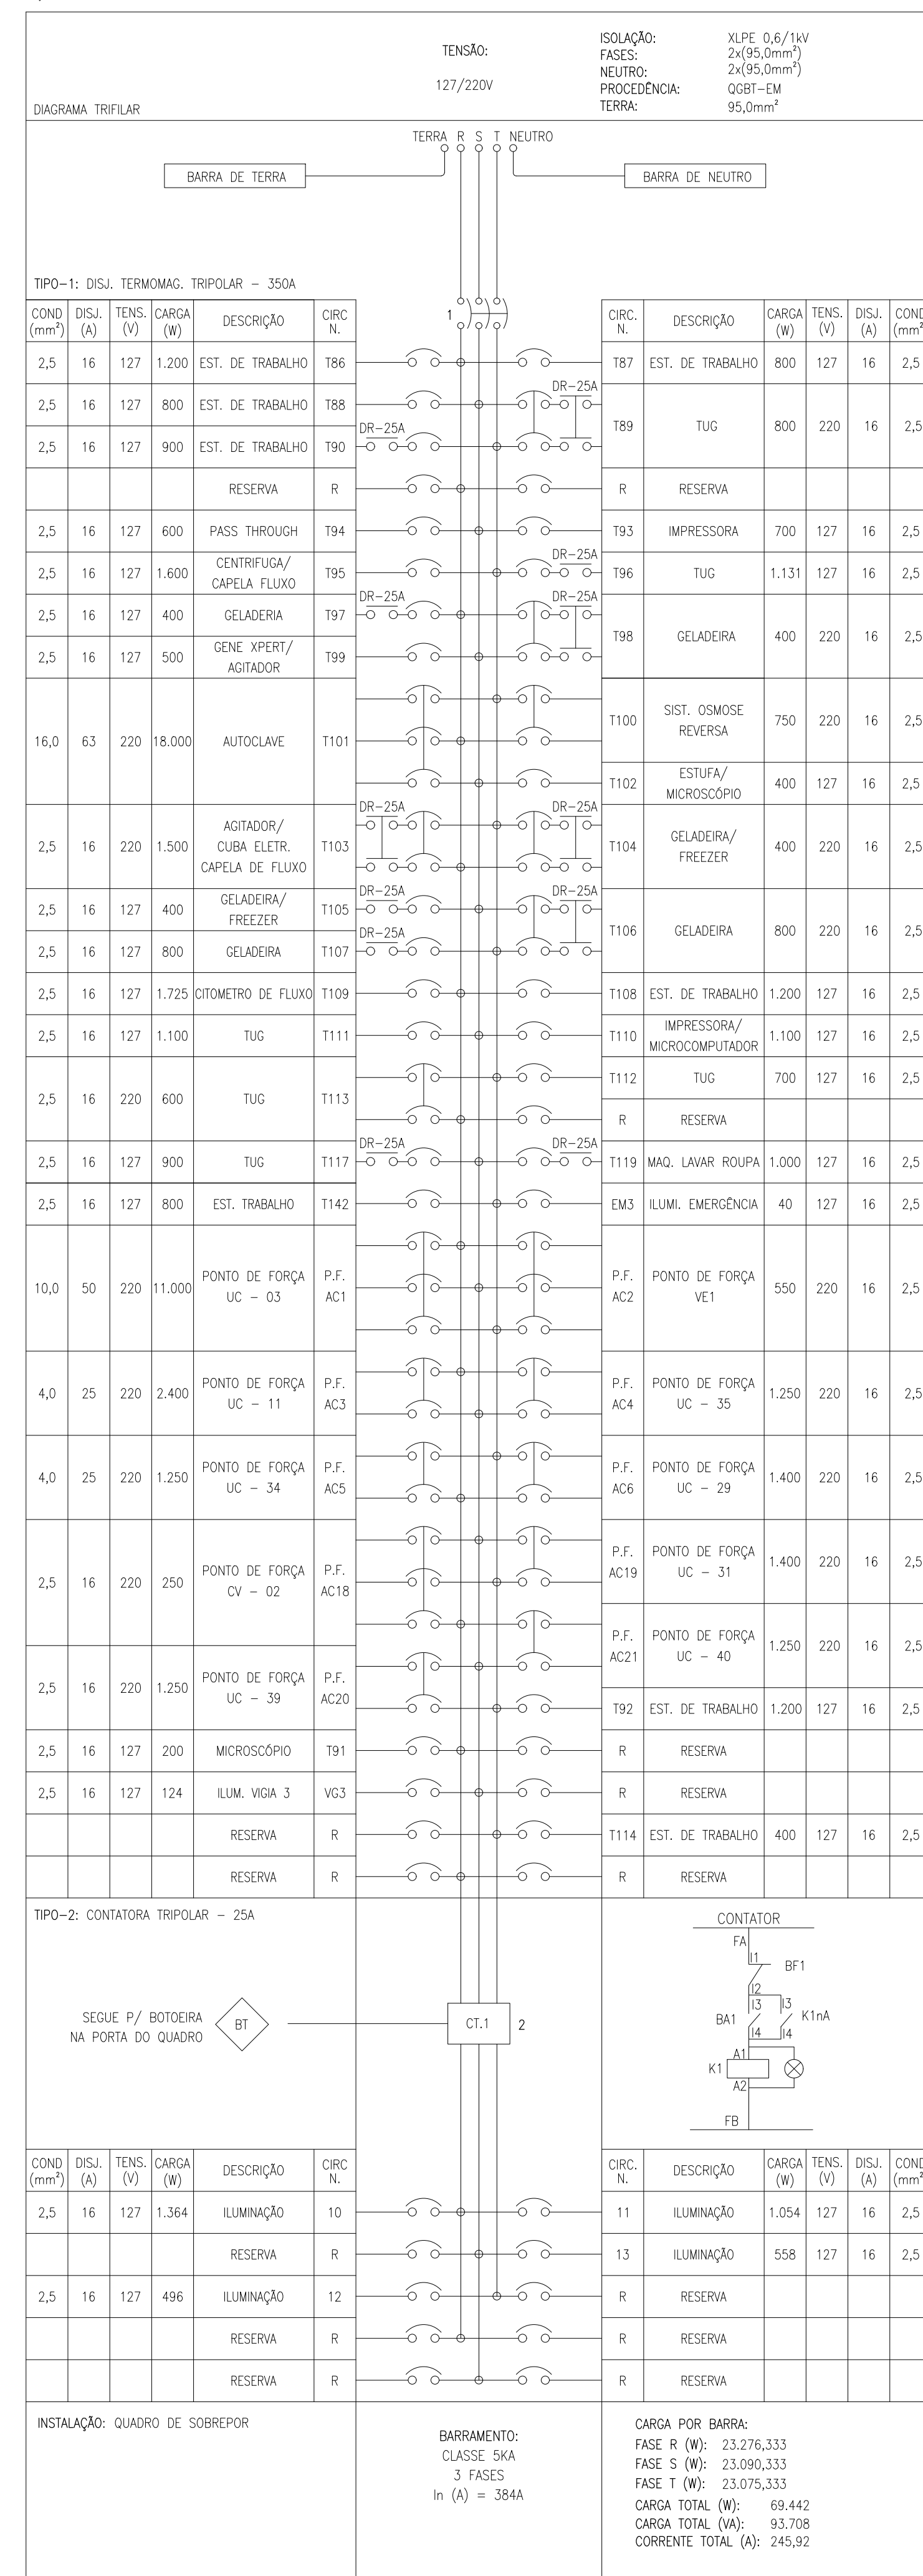 TENSÃO:
127/220V
ISOLAÇÃO: XLPE 0,6/1kV
FASES: 2x(95,0mm²)
NEUTRO: 2x(95,0mm²)
PROCEDÊNCIA: QGBT-EM
TERRA: 95,0mm²
DIAGRAMA TRIFILAR
TERRA R S T NEUTRO
BARRA DE TERRA
BARRA DE NEUTRO
TIPO-1: DISJ. TERMOMAG. TRIPOLAR - 350A
1
COND (mm²) DISJ. (A) TENS. (V) CARGA (W) DESCRIÇÃO CIRC N.
2,5 16 127 1.200 EST. DE TRABALHO T86
2,5 16 127 800 EST. DE TRABALHO T88
2,5 16 127 900 EST. DE TRABALHO T90 DR-25A
RESERVA R
2,5 16 127 600 PASS THROUGH T94
2,5 16 127 1.600 CENTRIFUGA/ CAPELA FLUXO T95
2,5 16 127 400 GELADERIA T97 DR-25A
2,5 16 127 500 GENE XPERT/ AGITADOR T99
16,0 63 220 18.000 AUTOCLAVE T101
2,5 16 220 1.500 AGITADOR/ CUBA ELETR. CAPELA DE FLUXO T103 DR-25A
2,5 16 127 400 GELADEIRA/ FREEZER T105 DR-25A
2,5 16 127 800 GELADEIRA T107 DR-25A
2,5 16 127 1.725 CITOMETRO DE FLUXO T109
2,5 16 127 1.100 TUG T111
2,5 16 220 600 TUG T113
2,5 16 127 900 TUG T117 DR-25A
2,5 16 127 800 EST. TRABALHO T142
10,0 50 220 11.000 PONTO DE FORÇA UC - 03 P.F. AC1
4,0 25 220 2.400 PONTO DE FORÇA UC - 11 P.F. AC3
4,0 25 220 1.250 PONTO DE FORÇA UC - 34 P.F. AC5
2,5 16 220 250 PONTO DE FORÇA CV - 02 P.F. AC18
2,5 16 220 1.250 PONTO DE FORÇA UC - 39 P.F. AC20
2,5 16 127 200 MICROSCÓPIO T91
2,5 16 127 124 ILUM. VIGIA 3 VG3
RESERVA R
RESERVA R
CIRC. N. DESCRIÇÃO CARGA (W) TENS. (V) DISJ. (A) COND (mm²
T87 EST. DE TRABALHO 800 127 16 2,5
DR-25A T89 TUG 800 220 16 2,5
R RESERVA
T93 IMPRESSORA 700 127 16 2,5
DR-25A T96 TUG 1.131 127 16 2,5
DR-25A T98 GELADEIRA 400 220 16 2,5
T100 SIST. OSMOSE REVERSA 750 220 16 2,5
T102 ESTUFA/ MICROSCÓPIO 400 127 16 2,5
DR-25A T104 GELADEIRA/ FREEZER 400 220 16 2,5
DR-25A T106 GELADEIRA 800 220 16 2,5
T108 EST. DE TRABALHO 1.200 127 16 2,5
T110 IMPRESSORA/ MICROCOMPUTADOR 1.100 127 16 2,5
T112 TUG 700 127 16 2,5
R RESERVA
DR-25A T119 MAQ. LAVAR ROUPA 1.000 127 16 2,5
EM3 ILUMI. EMERGÊNCIA 40 127 16 2,5
P.F. AC2 PONTO DE FORÇA VE1 550 220 16 2,5
P.F. AC4 PONTO DE FORÇA UC - 35 1.250 220 16 2,5
P.F. AC6 PONTO DE FORÇA UC - 29 1.400 220 16 2,5
P.F. AC19 PONTO DE FORÇA UC - 31 1.400 220 16 2,5
P.F. AC21 PONTO DE FORÇA UC - 40 1.250 220 16 2,5
T92 EST. DE TRABALHO 1.200 127 16 2,5
R RESERVA
R RESERVA
T114 EST. DE TRABALHO 400 127 16 2,5
R RESERVA
TIPO-2: CONTATORA TRIPOLAR - 25A
SEGUE P/ BOTOEIRA
NA PORTA DO QUADRO
BT
CT.1 2
CONTATOR
FA
I1
BF1
I2
I3 I3
BA1 K1nA
I4 I4
A1
K1
A2
FB
COND (mm²) DISJ. (A) TENS. (V) CARGA (W) DESCRIÇÃO CIRC N.
2,5 16 127 1.364 ILUMINAÇÃO 10
RESERVA R
2,5 16 127 496 ILUMINAÇÃO 12
RESERVA R
RESERVA R
CIRC. N. DESCRIÇÃO CARGA (W) TENS. (V) DISJ. (A) COND (mm²
11 ILUMINAÇÃO 1.054 127 16 2,5
13 ILUMINAÇÃO 558 127 16 2,5
R RESERVA
R RESERVA
R RESERVA
INSTALAÇÃO: QUADRO DE SOBREPOR
BARRAMENTO:
CLASSE 5KA
3 FASES
In (A) = 384A
CARGA POR BARRA:
FASE R (W): 23.276,333
FASE S (W): 23.090,333
FASE T (W): 23.075,333
CARGA TOTAL (W): 69.442
CARGA TOTAL (VA): 93.708
CORRENTE TOTAL (A): 245,92